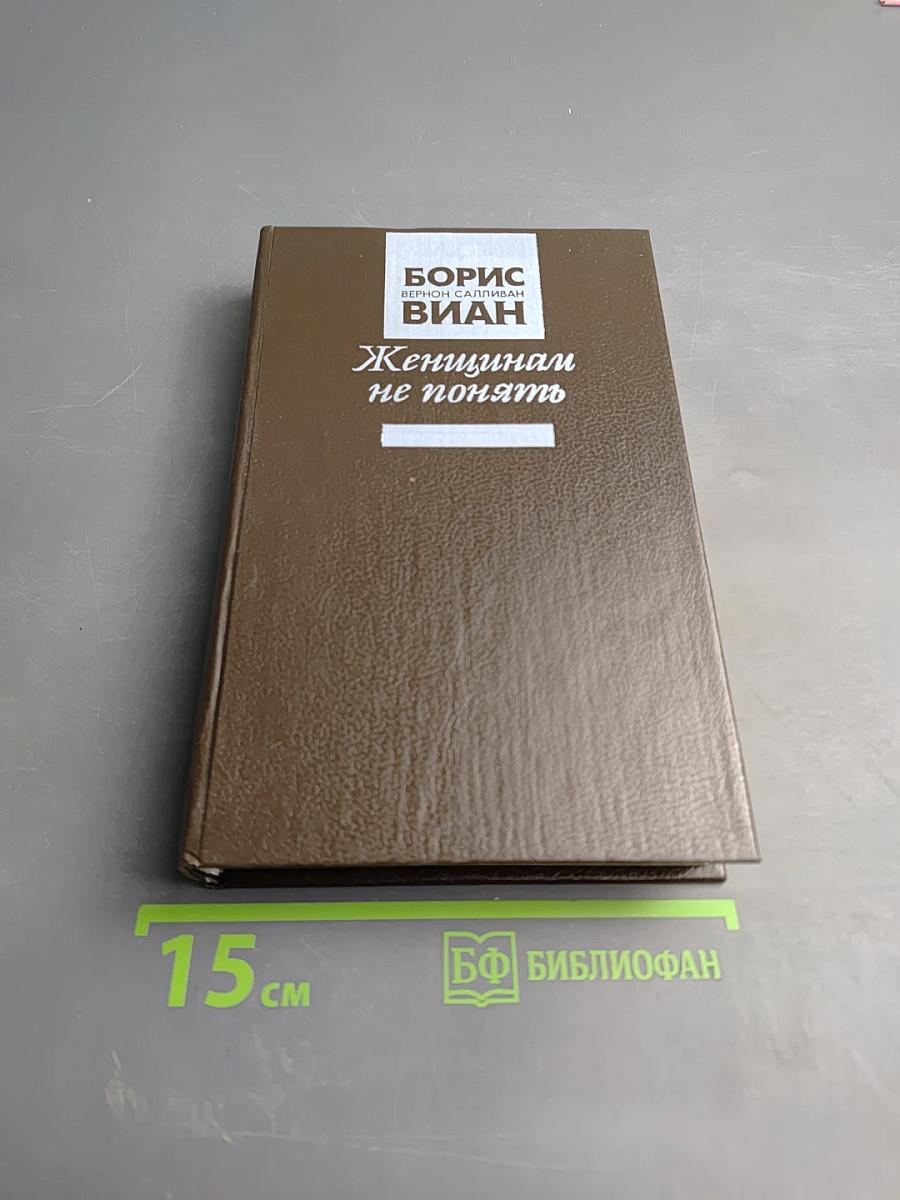 БОРИС
ВЕРНОН САЛЛИВАН
ВИАН
Женщинам
не понять
15 см
БФ БИБЛИОФАН